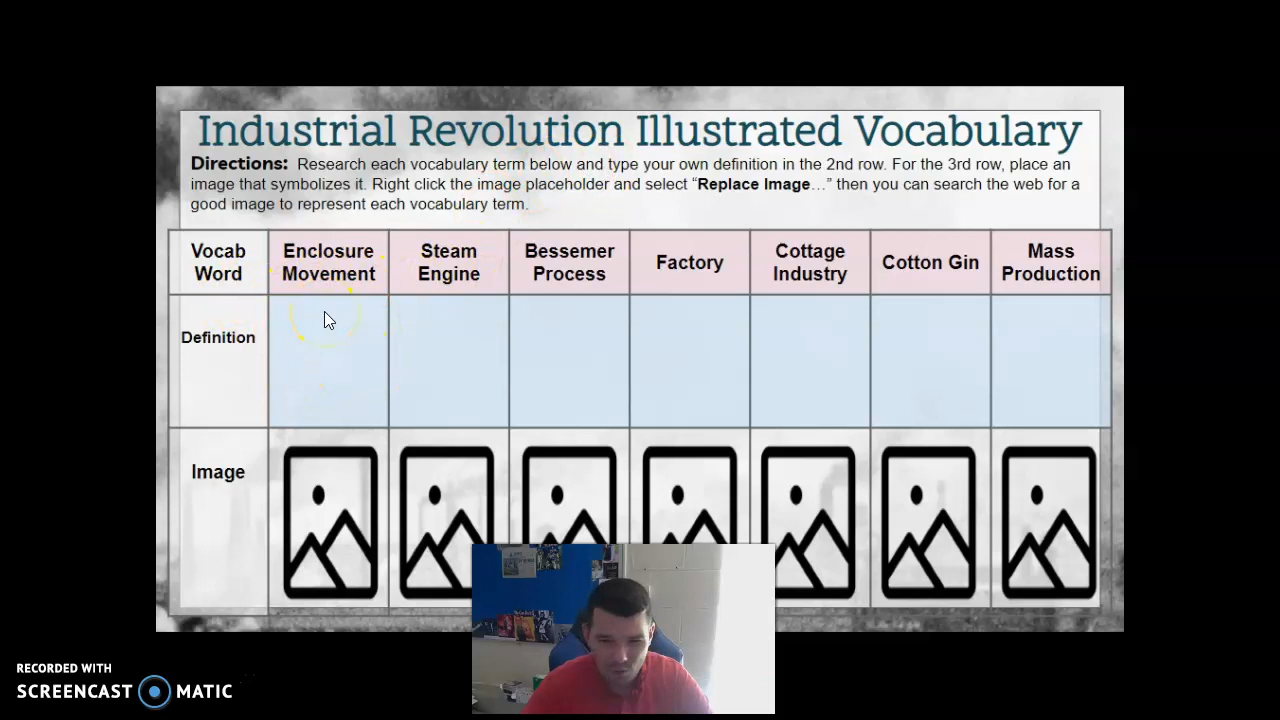 Industrial Revolution Illustrated Vocabulary
Directions: Research each vocabulary term below and type your own definition in the 2nd row. For the 3rd row, place an
image that symbolizes it. Right click the image placeholder and select “Replace Image…” then you can search the web for a
good image to represent each vocabulary term.
Vocab
Word
Enclosure
Movement
Steam
Engine
Bessemer
Process
Factory
Cottage
Industry
Cotton Gin
Mass
Production
Definition
Image
RECORDED WITH
SCREENCAST MATIC